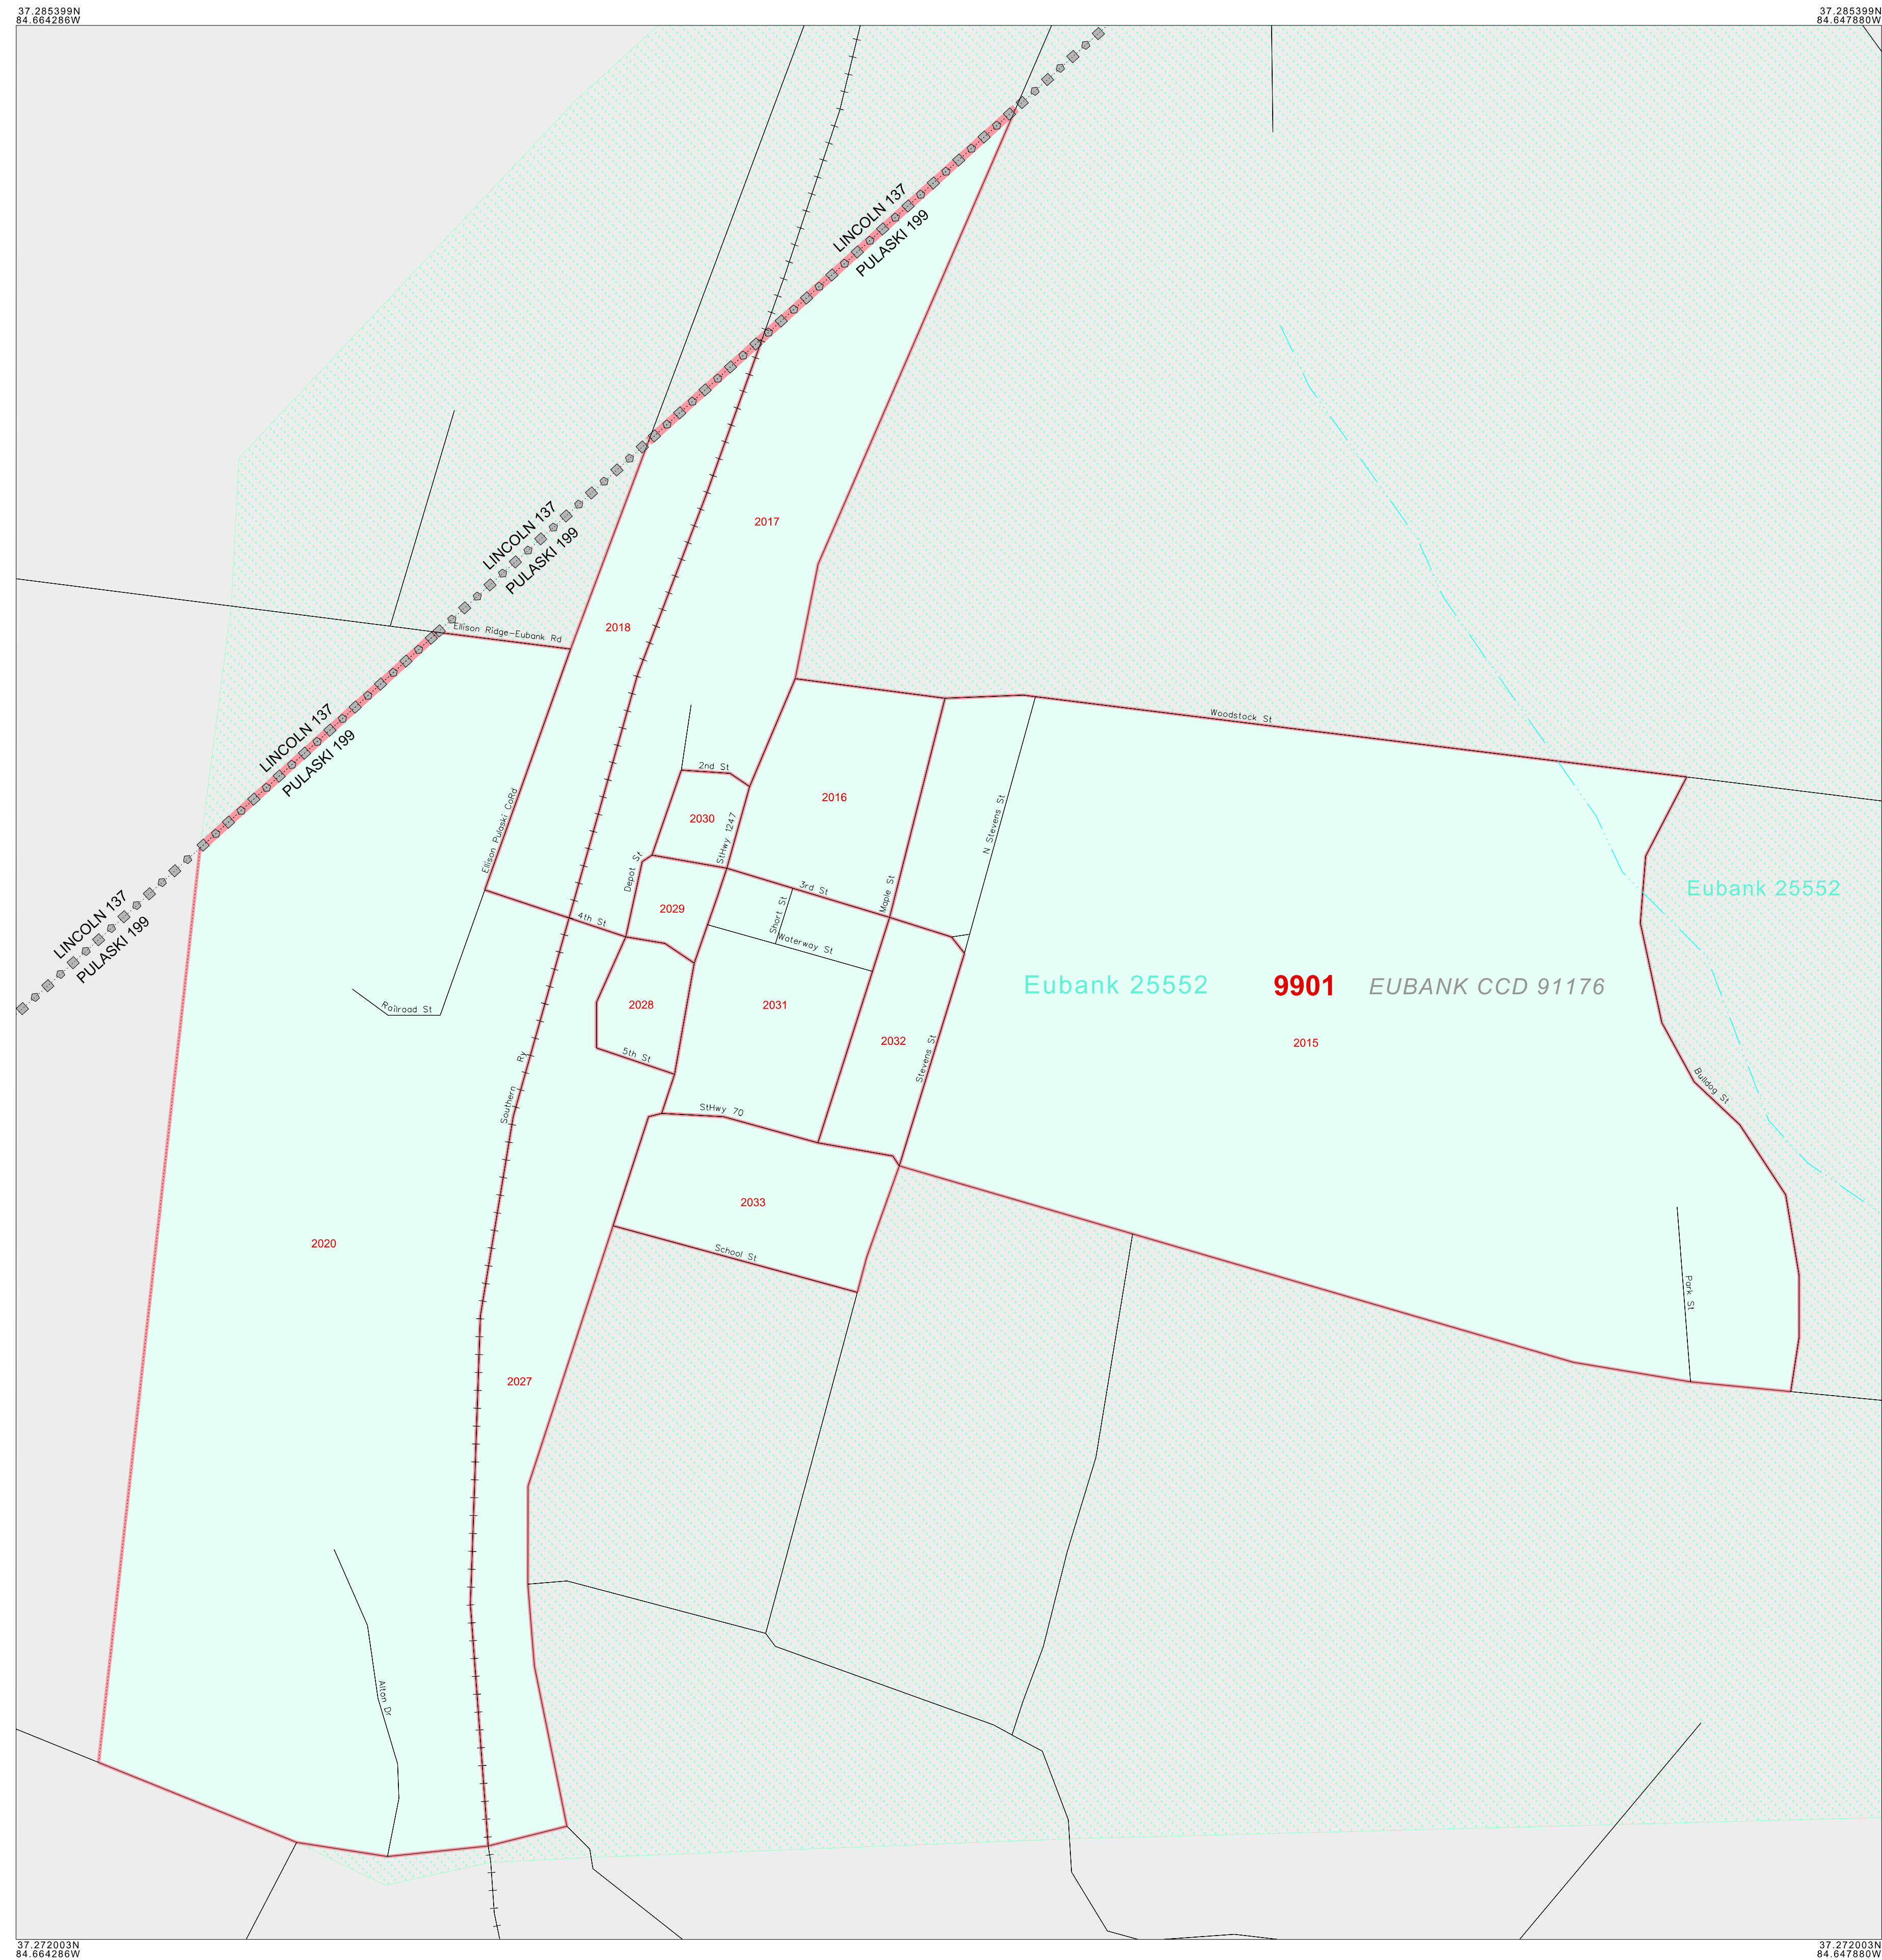 37.285399N
84.664286W
37.285399N
84.647880W
LINCOLN 137
PULASKI 199
2017
LINCOLN 137
PULASKI 199
2018
Ellison Ridge-Eubank Rd
LINCOLN 137
PULASKI 199
Woodstock St
2nd St
2016
2030
StHwy 1247
N Stevens St
Ellison Pulaski CoRd
Depot St
3rd St
Maple St
Short St
Eubank 25552
LINCOLN 137
PULASKI 199
4th St
2029
Waterway St
Railroad St
2028
2031
2032
Eubank 25552
9901
EUBANK CCD 91176
2015
Stevens St
5th St
Southern Ry
Bulldog St
StHwy 70
2033
2020
School St
Park St
2027
Alton Dr
37.272003N
84.664286W
37.272003N
84.647880W